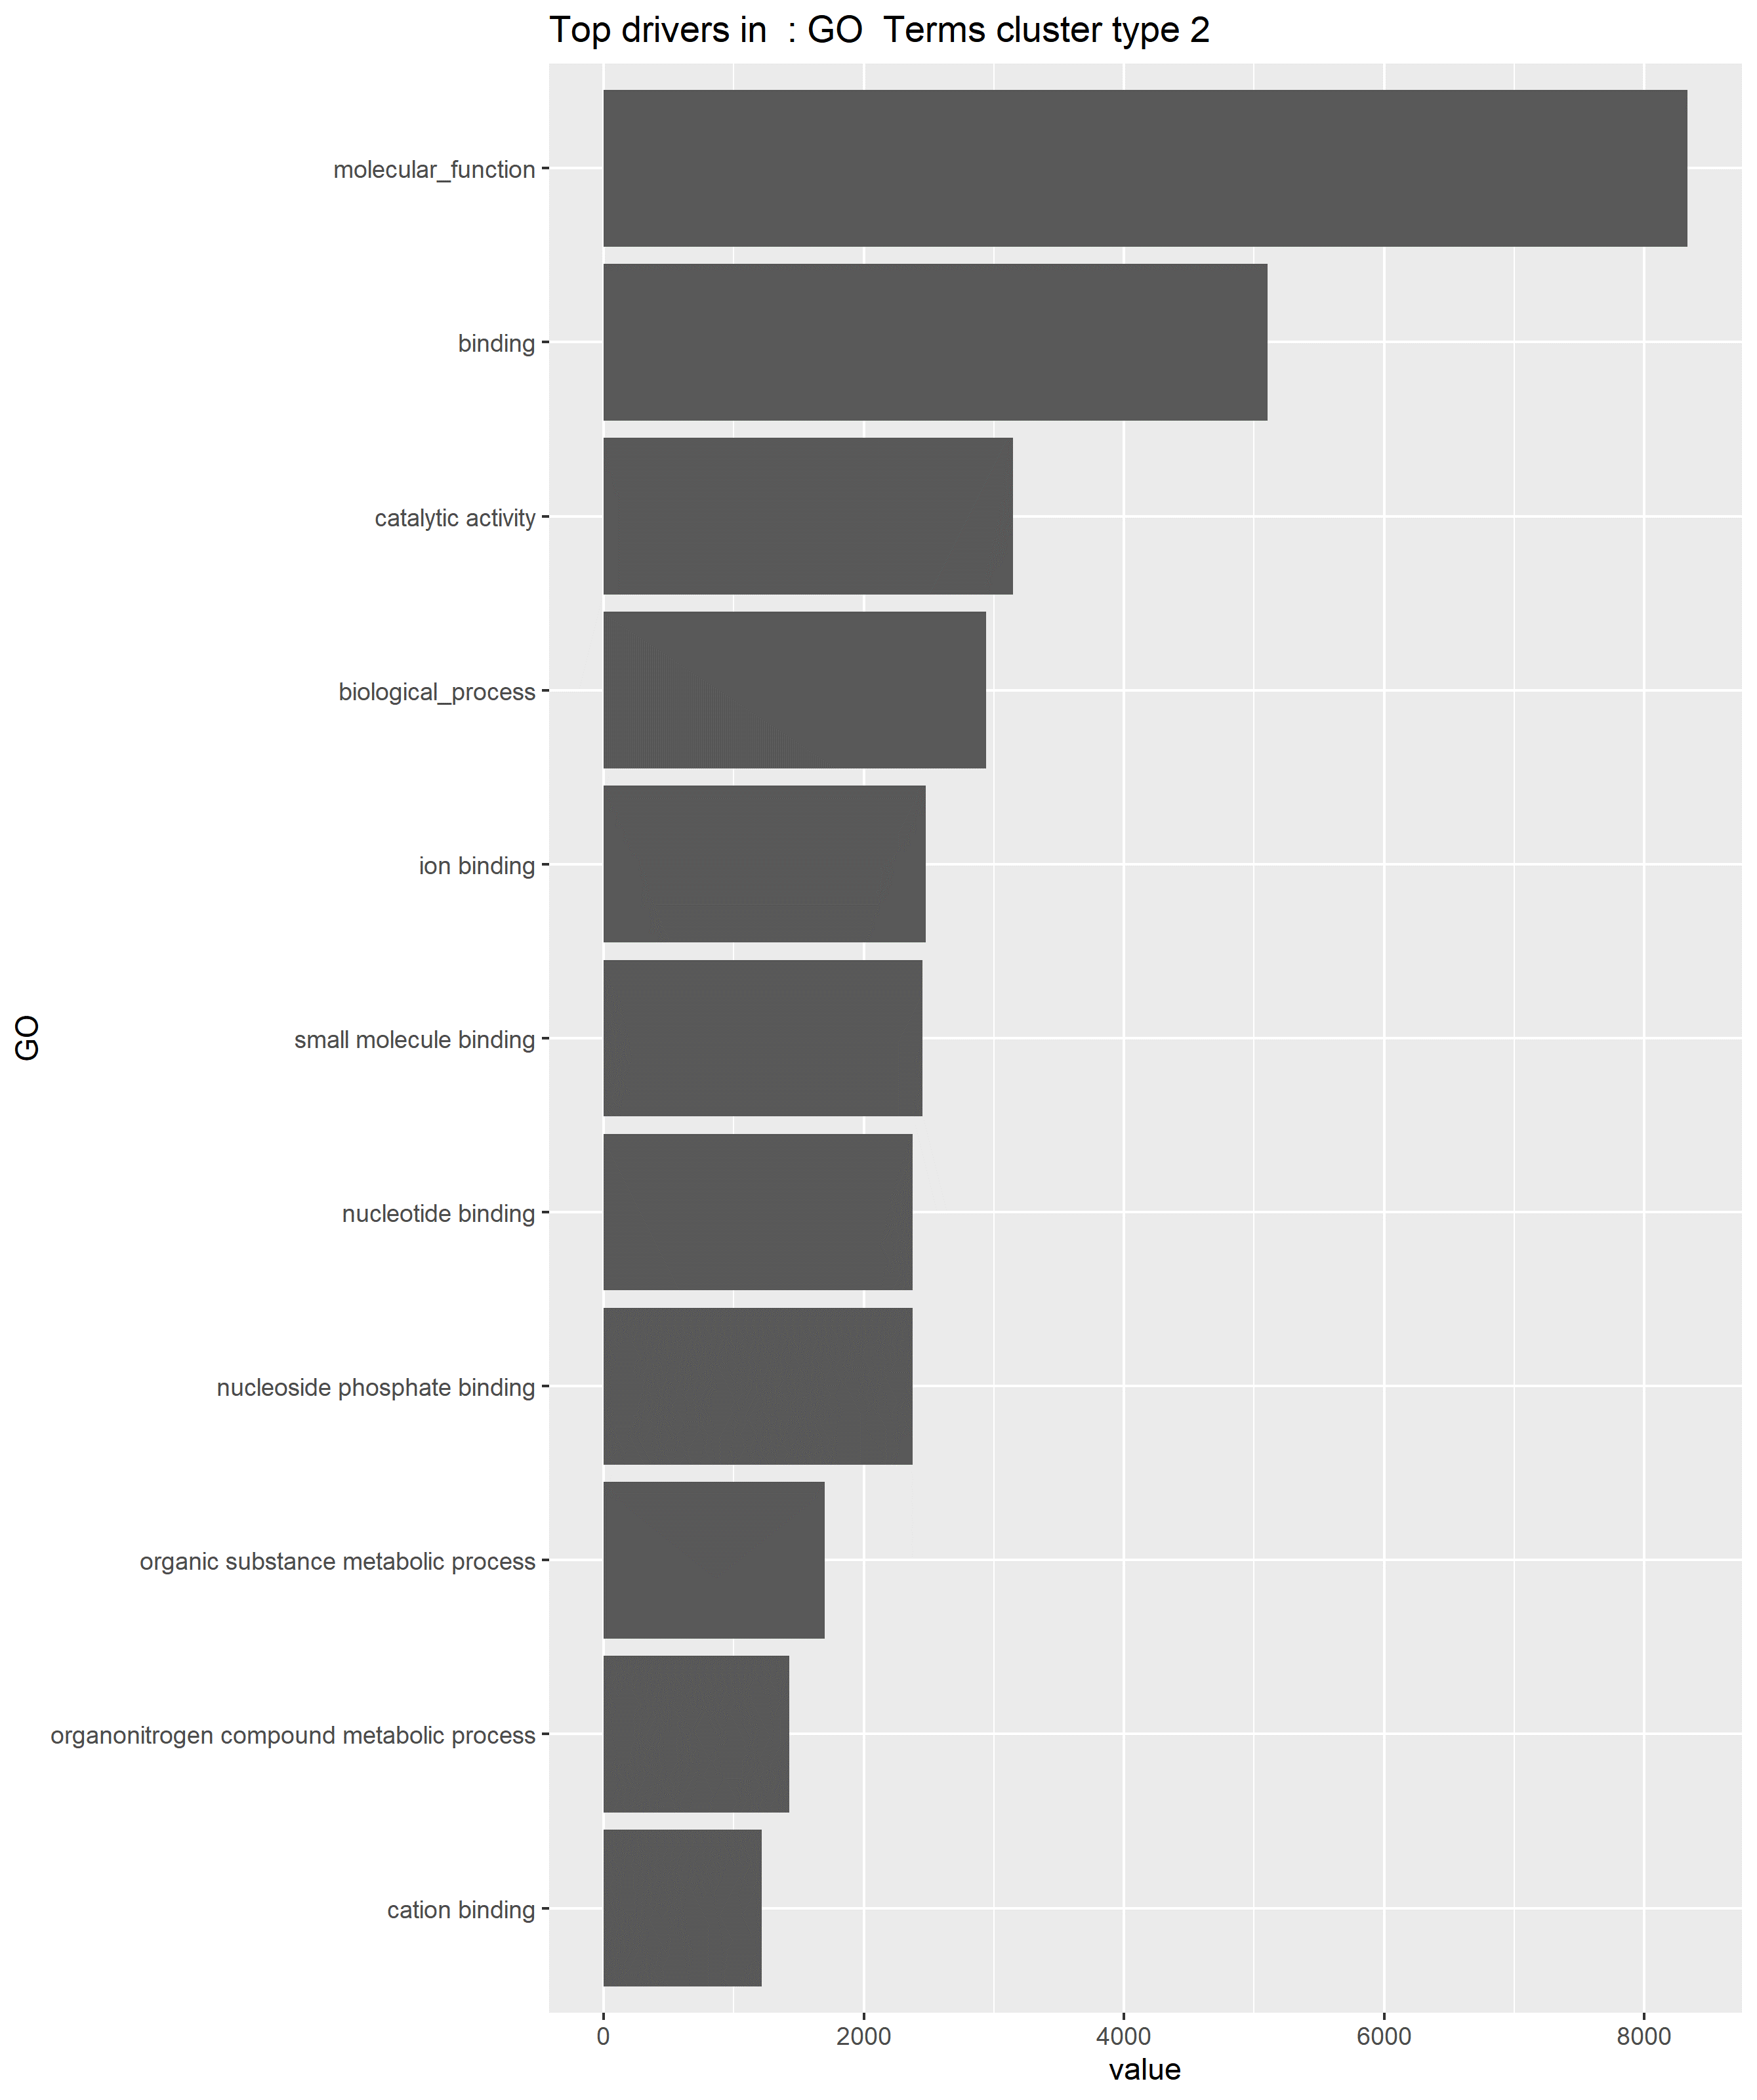 Top drivers in  : GO  Terms cluster type 2
molecular_function
binding
catalytic activity
biological_process
ion binding
small molecule binding
nucleotide binding
nucleoside phosphate binding
organic substance metabolic process
organonitrogen compound metabolic process
cation binding
GO
0 2000 4000 6000 8000
value